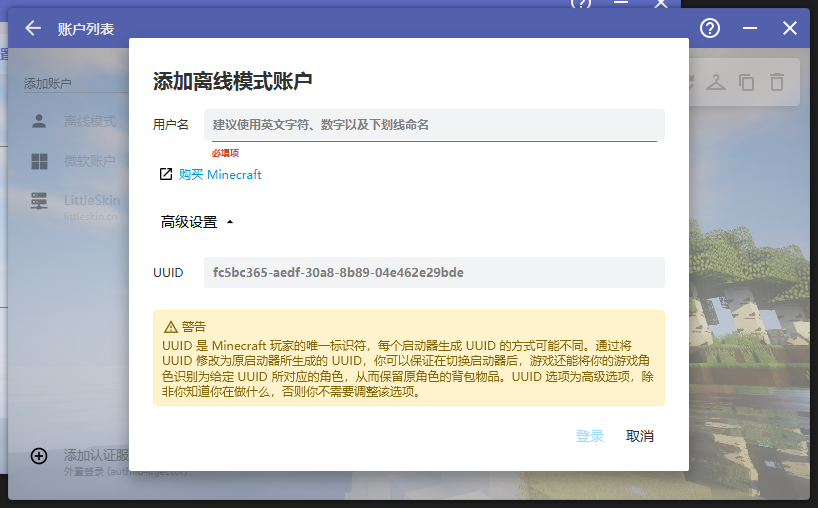 账户列表
添加账户
离线模式
微软账户
LittleSkin
littleskin.cn
添加离线模式账户
用户名
建议使用英文字符、数字以及下划线命名
必填项
购买 Minecraft
高级设置
UUID
fc5bc365-aedf-30a8-8b89-04e462e29bde
警告
UUID 是 Minecraft 玩家的唯一标识符，每个启动器生成 UUID 的方式可能不同。通过将
UUID 修改为原启动器所生成的 UUID，你可以保证在切换启动器后，游戏还能将你的游戏角
色识别为给定 UUID 所对应的角色，从而保留原角色的背包物品。UUID 选项为高级选项，除
非你知道你在做什么，否则你不需要调整该选项。
登录
取消
添加认证服
外置登录 (authlib-injector)